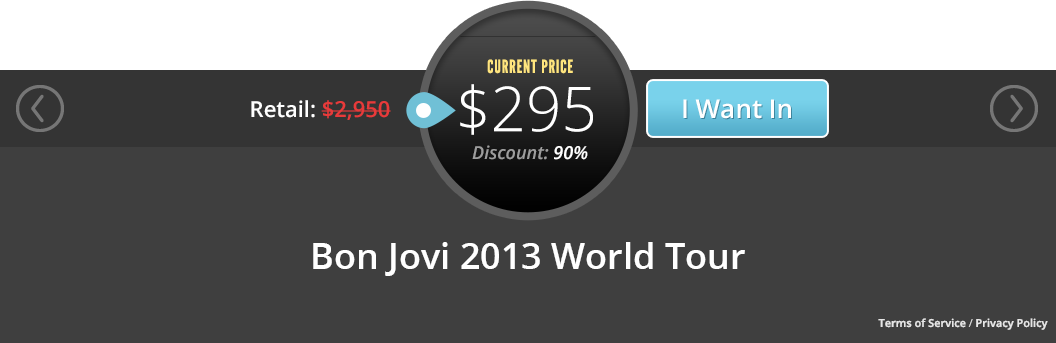 CURRENT PRICE
Retail: $2,950
$295
I Want In
Discount: 90%
Bon Jovi 2013 World Tour
Terms of Service / Privacy Policy